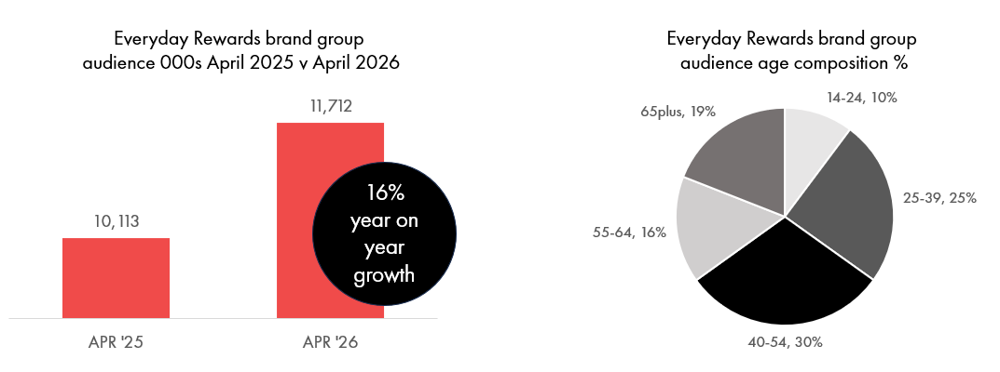 Everyday Rewards brand group
audience 000s April 2025 v April 2026
11,712
10,113
16%
year on
year
growth
APR '25
APR '26
Everyday Rewards brand group
audience age composition %
14-24, 10%
65plus, 19%
25-39, 25%
55-64, 16%
40-54, 30%